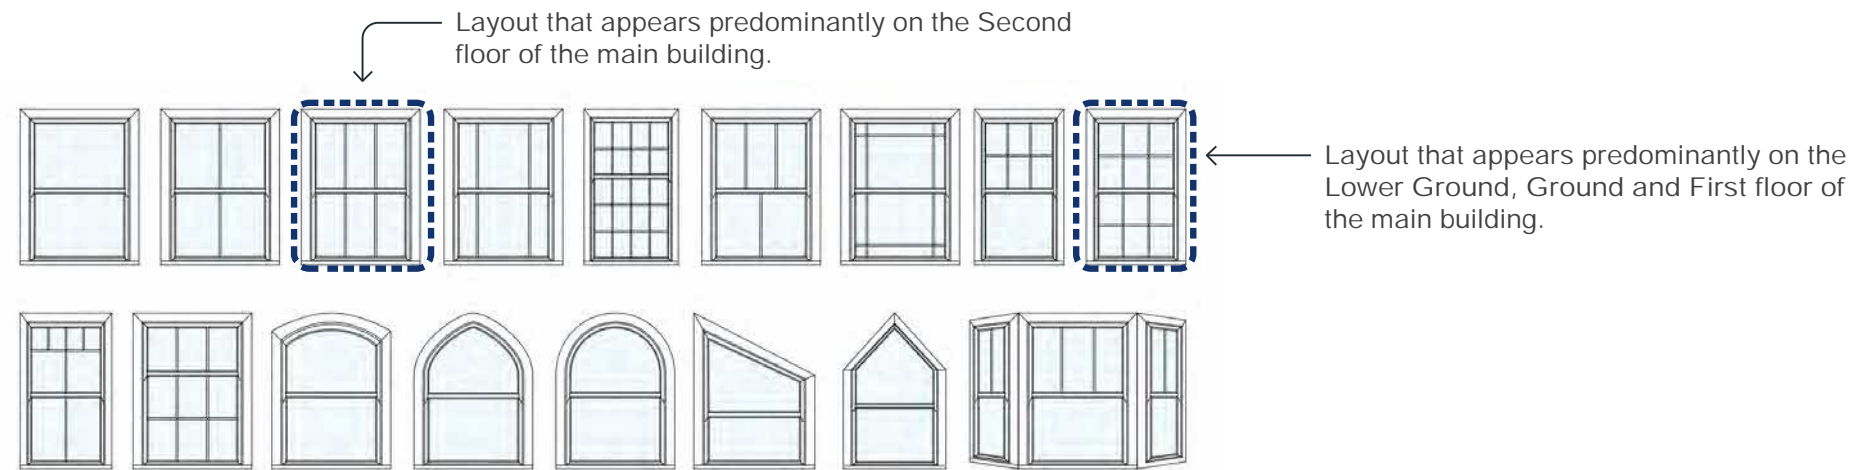 Layout that appears predominantly on the Second
floor of the main building.
Layout that appears predominantly on the
Lower Ground, Ground and First floor of
the main building.